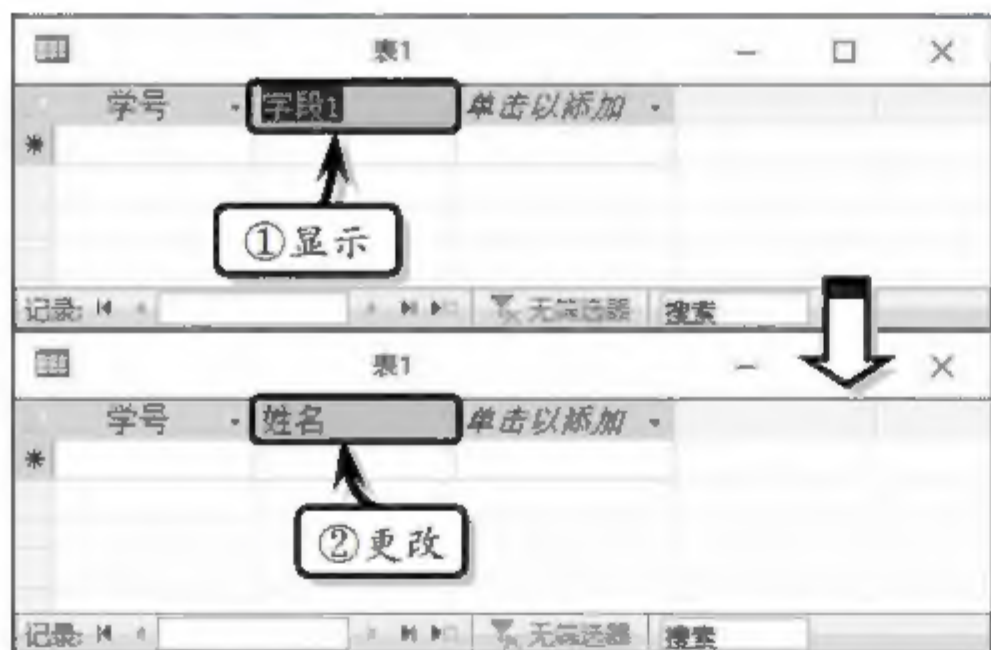 表1
学号 字段1 单击以添加
①显示
记录: 无筛选器 搜索
表1
学号 姓名 单击以添加
②更改
记录: 无筛选器 搜索